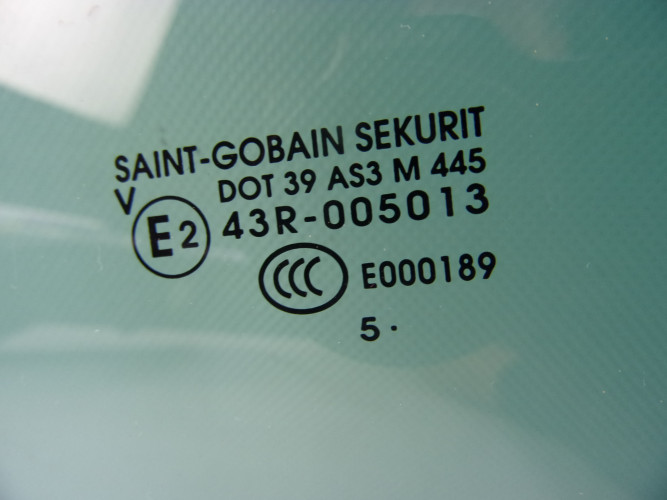 SAINT-GOBAIN SEKURIT
DOT 39 AS3 M 445
V
E2 43R-005013
CCC E000189
5 ·